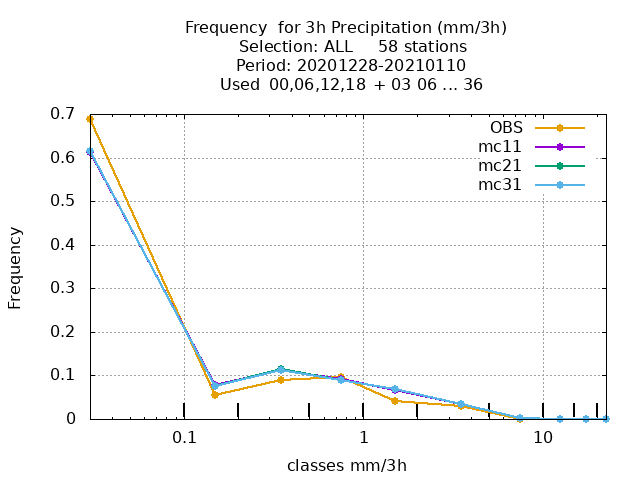 Frequency for 3h Precipitation (mm/3h)
Selection: ALL 58 stations
Period: 20201228-20210110
Used 00,06,12,18 + 03 06 ... 36
0.7
0.6
0.5
0.4
0.3
0.2
0.1
0
Frequency
OBS
mc11
mc21
mc31
0.1 1 10
classes mm/3h